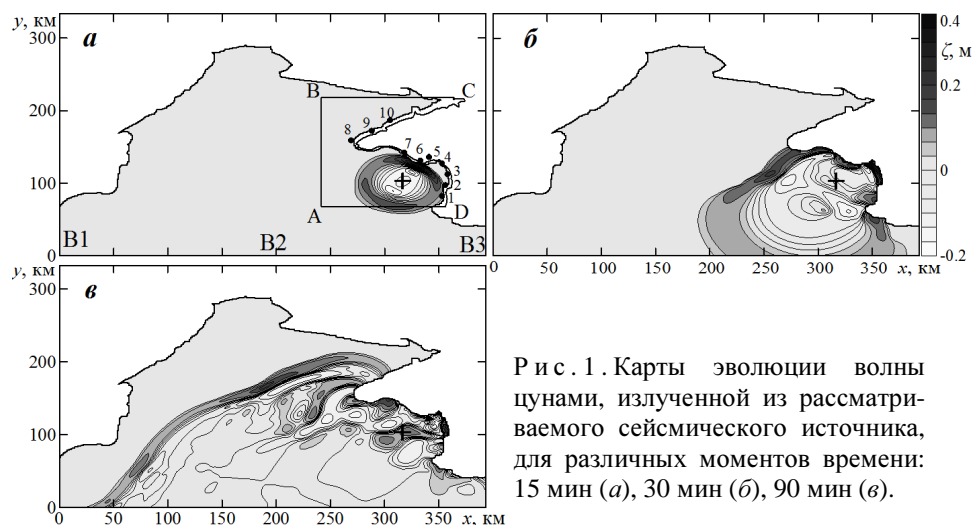 y, км
300
200
100
0
а
B
C
A
D
10
9
8
7
6
5
4
3
2
1
B1
B2
B3
б
0.4
ζ, м
0.2
0
-0.2
0 50 100 150 200 250 300 350 x, км
y, км
300
200
100
0
в
0 50 100 150 200 250 300 350 x, км
Р и с . 1 . Карты эволюции волны
цунами, излученной из рассматри-
ваемого сейсмического источника,
для различных моментов времени:
15 мин (а), 30 мин (б), 90 мин (в).